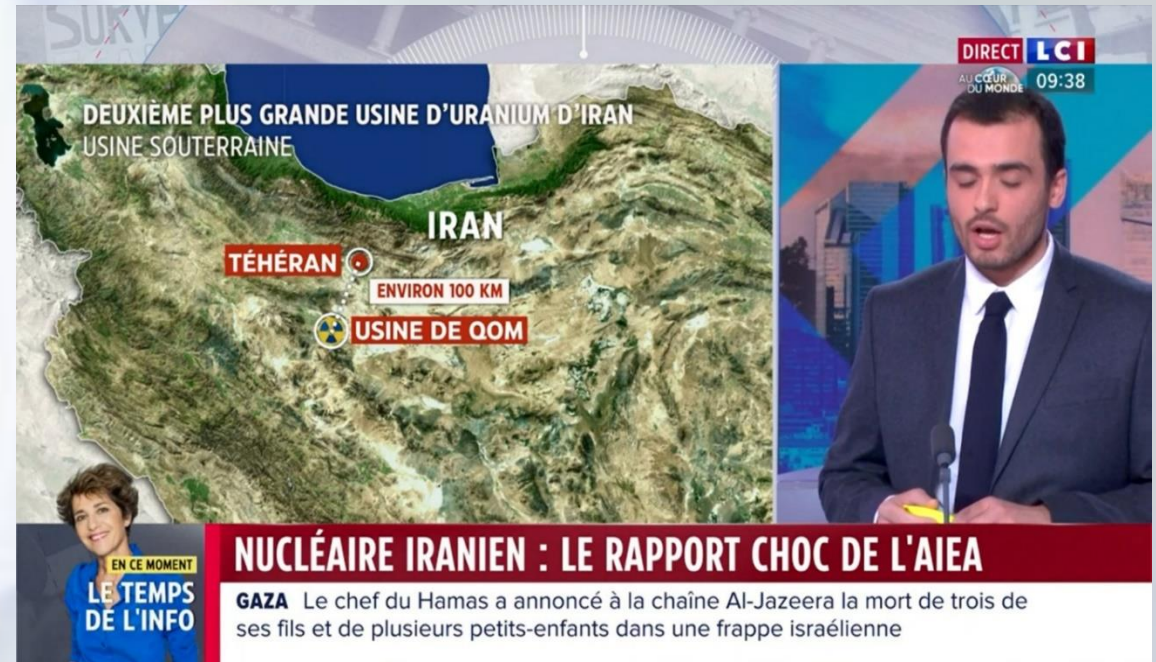 SURVE
DIRECT LCI
AU CŒUR
DU MONDE 09:38
DEUXIÈME PLUS GRANDE USINE D'URANIUM D'IRAN
USINE SOUTERRAINE
IRAN
TÉHÉRAN
ENVIRON 100 KM
USINE DE QOM
EN CE MOMENT
LE TEMPS
DE L'INFO
NUCLÉAIRE IRANIEN : LE RAPPORT CHOC DE L'AIEA
GAZA Le chef du Hamas a annoncé à la chaîne Al-Jazeera la mort de trois de
ses fils et de plusieurs petits-enfants dans une frappe israélienne